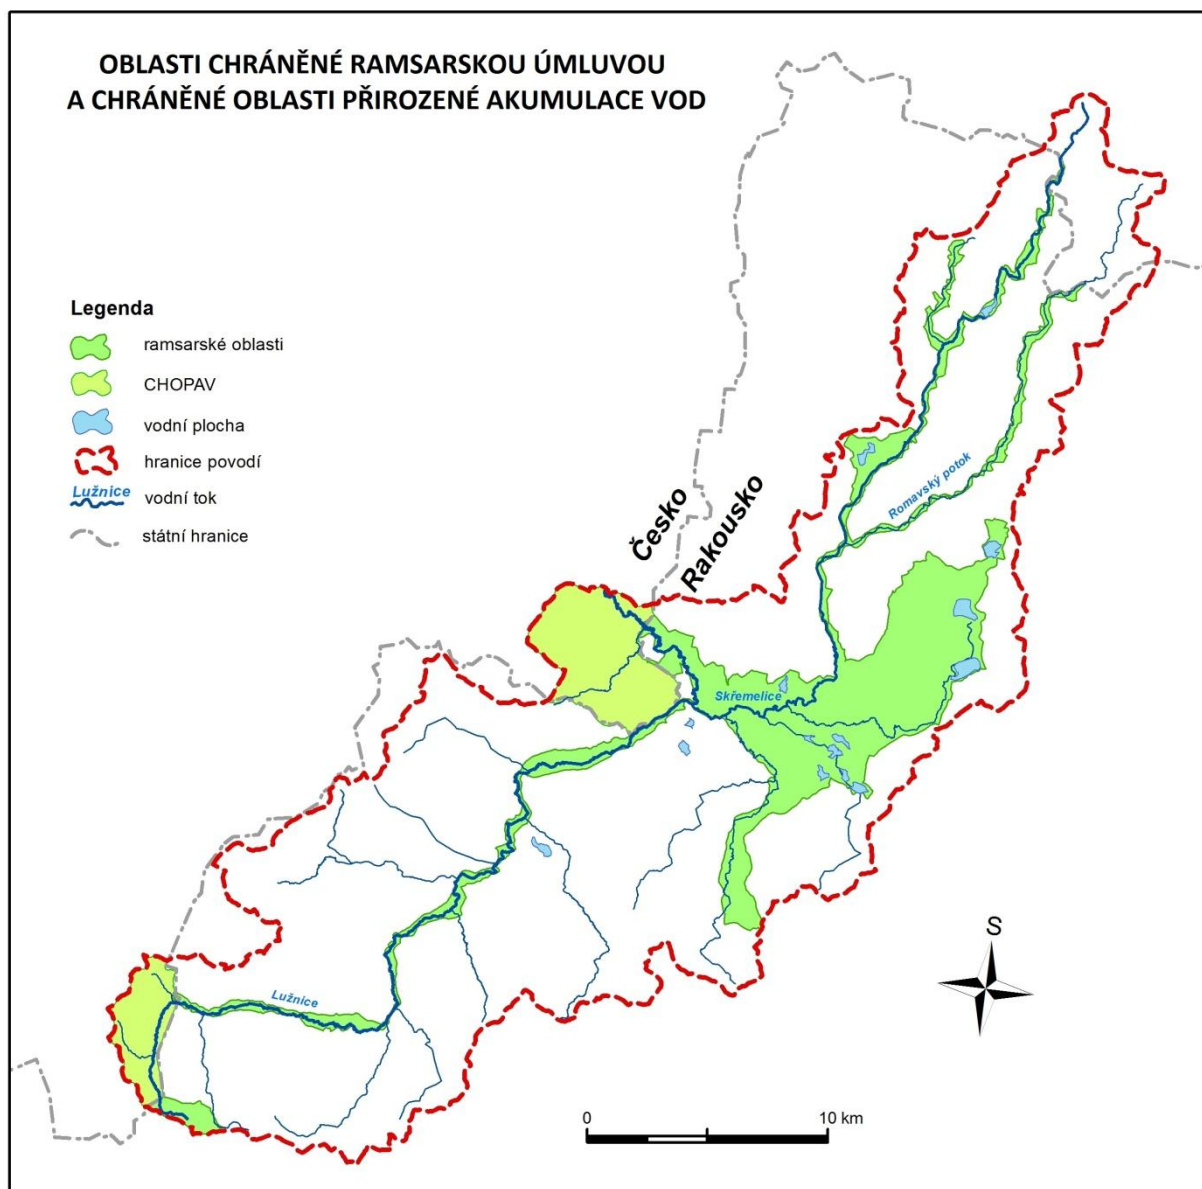 OBLASTI CHRÁNĚNÉ RAMSARSKOU ÚMLUVOU
A CHRÁNĚNÉ OBLASTI PŘIROZENÉ AKUMULACE VOD
Legenda
ramsarské oblasti
CHOPAV
vodní plocha
hranice povodí
Lužnice vodní tok
státní hranice
Česko
Rakousko
Romavský potok
Skřemelice
Lužnice
S
0 10 km